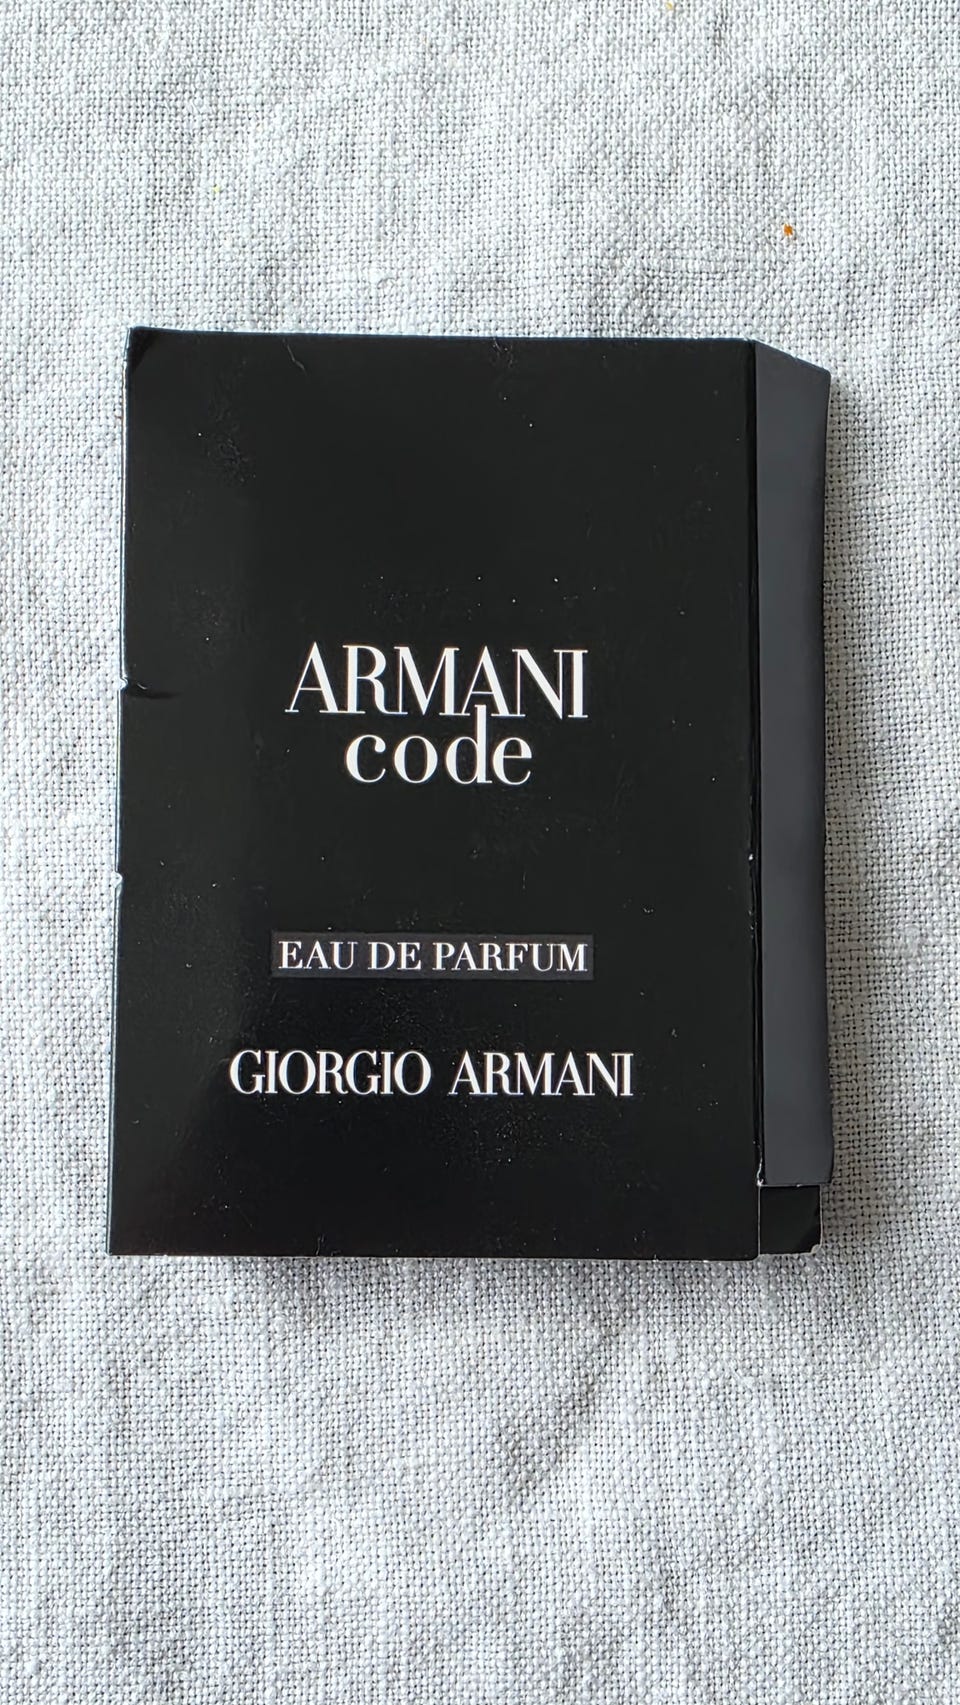 ARMANI
code
EAU DE PARFUM
GIORGIO ARMANI